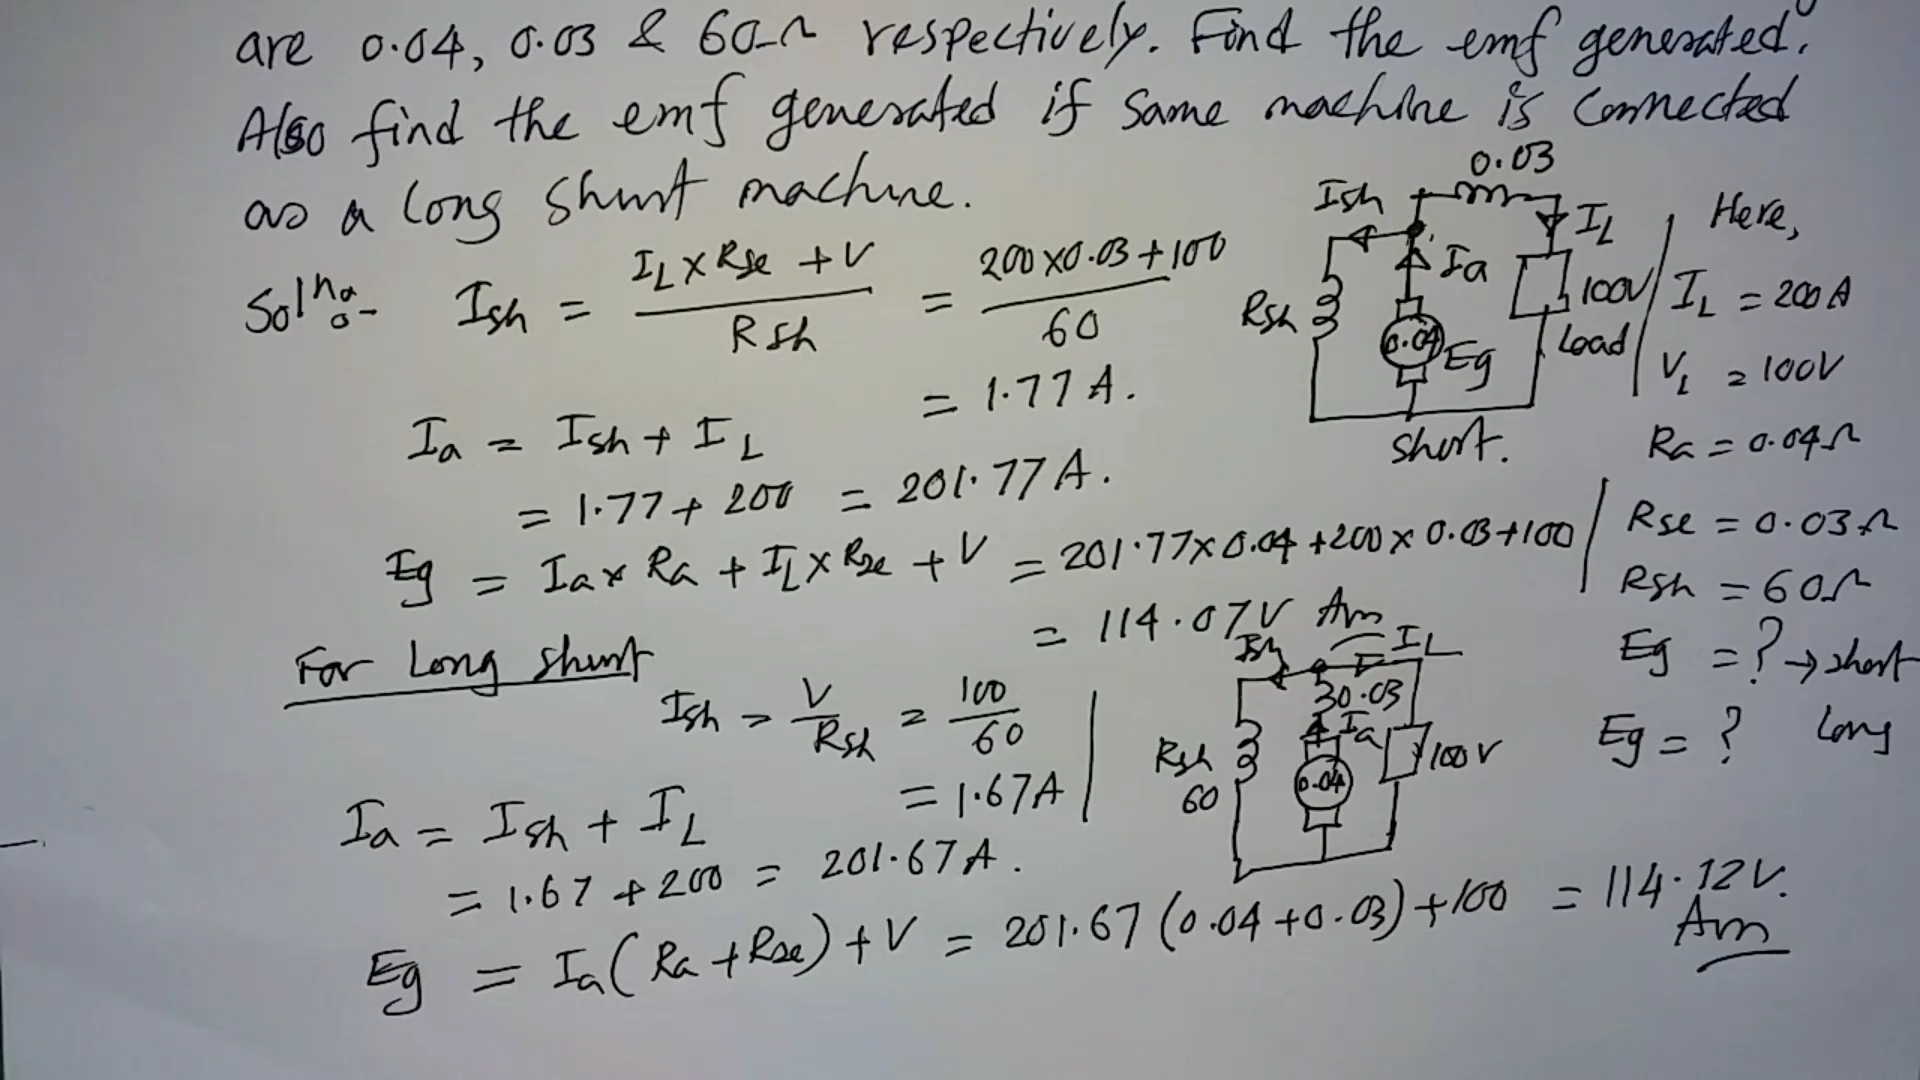 are 0.04, 0.03 & 60Ω respectively. Find the emf generated?
Also find the emf generated if same machine is connected
as a long shunt machine.
Soln:- Ish = IL x Rse + V / Rsh = 200 x 0.03 + 100 / 60
= 1.77 A.
Ia = Ish + IL
= 1.77 + 200 = 201.77 A.
Eg = Ia x Ra + IL x Rse + V = 201.77 x 0.04 + 200 x 0.03 + 100
= 114.07 V Ans
For Long shunt
Ish = V / Rsh = 100 / 60
= 1.67 A
Ia = Ish + IL
= 1.67 + 200 = 201.67 A.
Eg = Ia (Ra + Rse) + V = 201.67 (0.04 + 0.03) + 100 = 114.12 V.
Ans
0.03
Ish
IL
Ia
Rsh
0.04
Eg
100V
Load
short.
Here,
IL = 200 A
VL = 100V
Ra = 0.04Ω
Rse = 0.03Ω
Rsh = 60Ω
Eg = ? → short
Eg = ? Long
Ish
IL
0.03
Ia
Rsh
60
0.04
100V